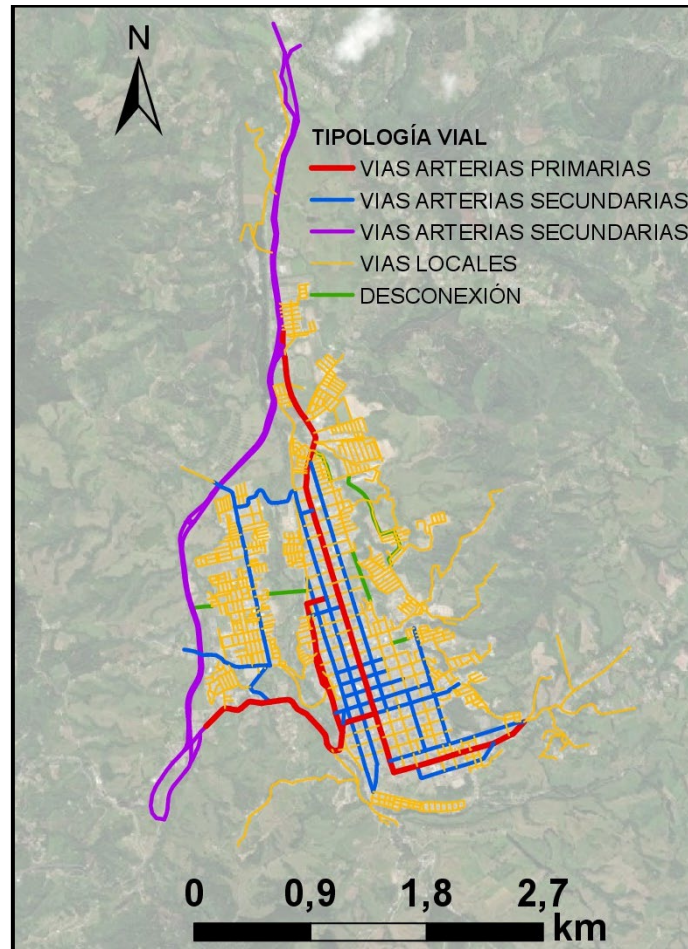 N
TIPOLOGÍA VIAL
VIAS ARTERIAS PRIMARIAS
VIAS ARTERIAS SECUNDARIAS
VIAS ARTERIAS SECUNDARIAS
VIAS LOCALES
DESCONEXIÓN
0 0,9 1,8 2,7
km